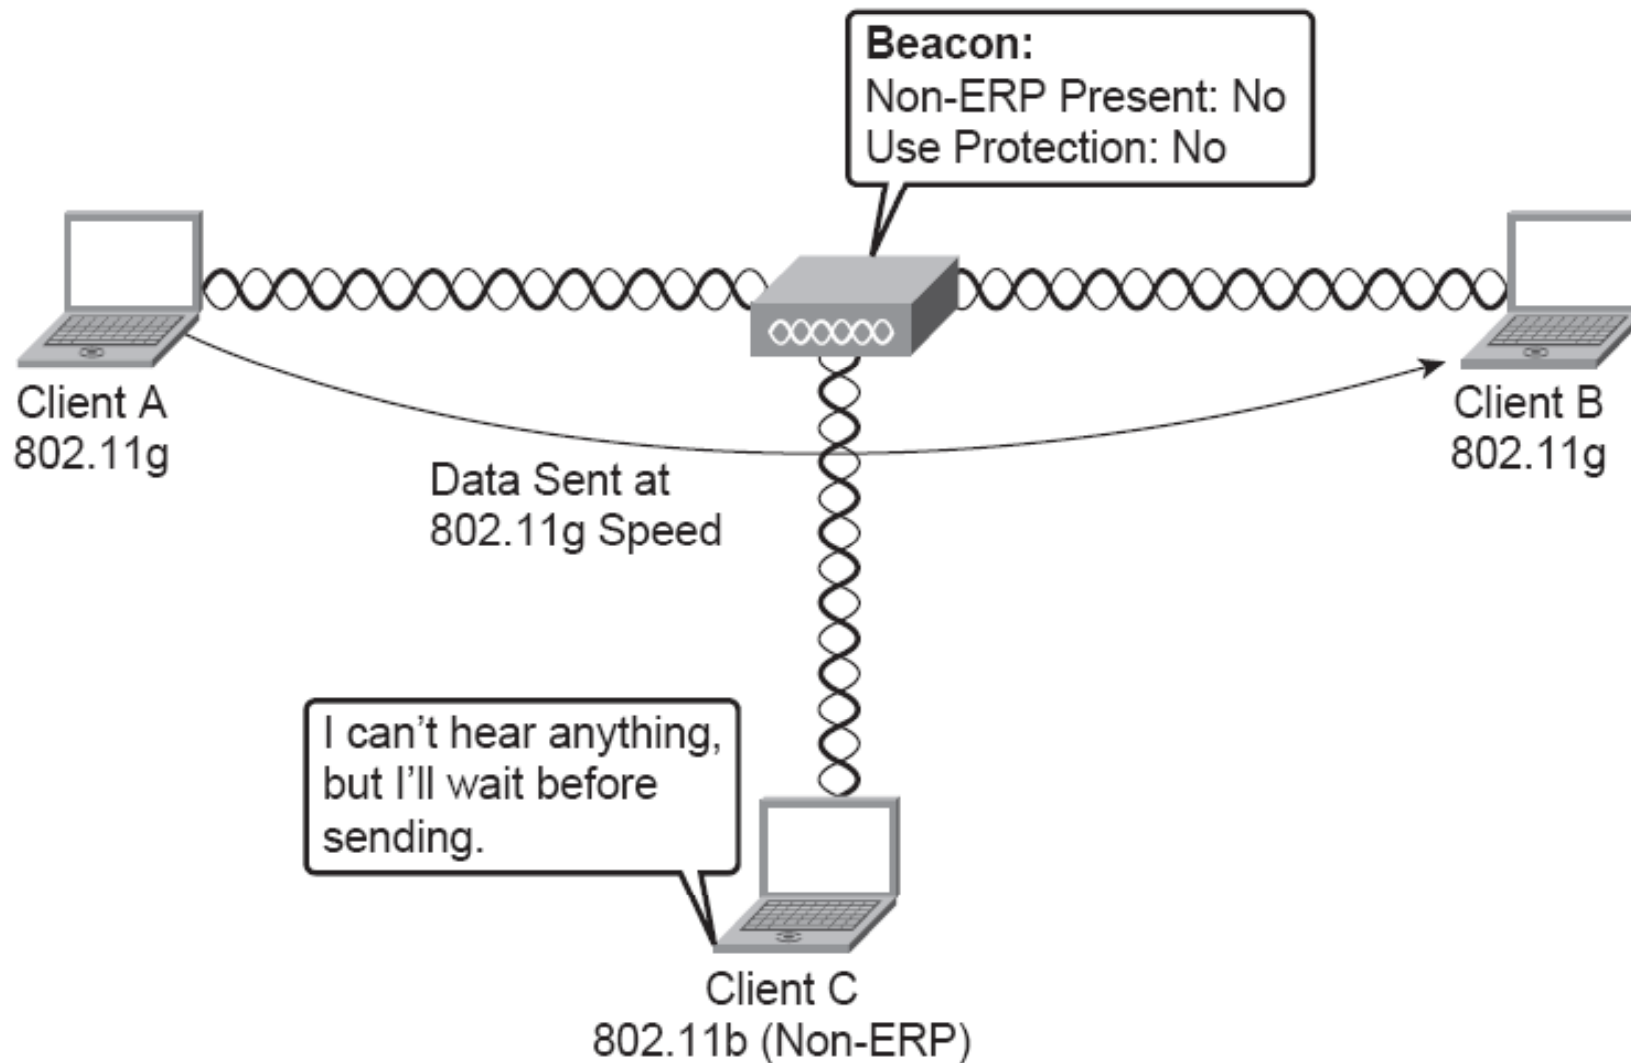 Beacon:
Non-ERP Present: No
Use Protection: No
Client A
802.11g
Client B
802.11g
Data Sent at
802.11g Speed
I can't hear anything,
but I'll wait before
sending.
Client C
802.11b (Non-ERP)